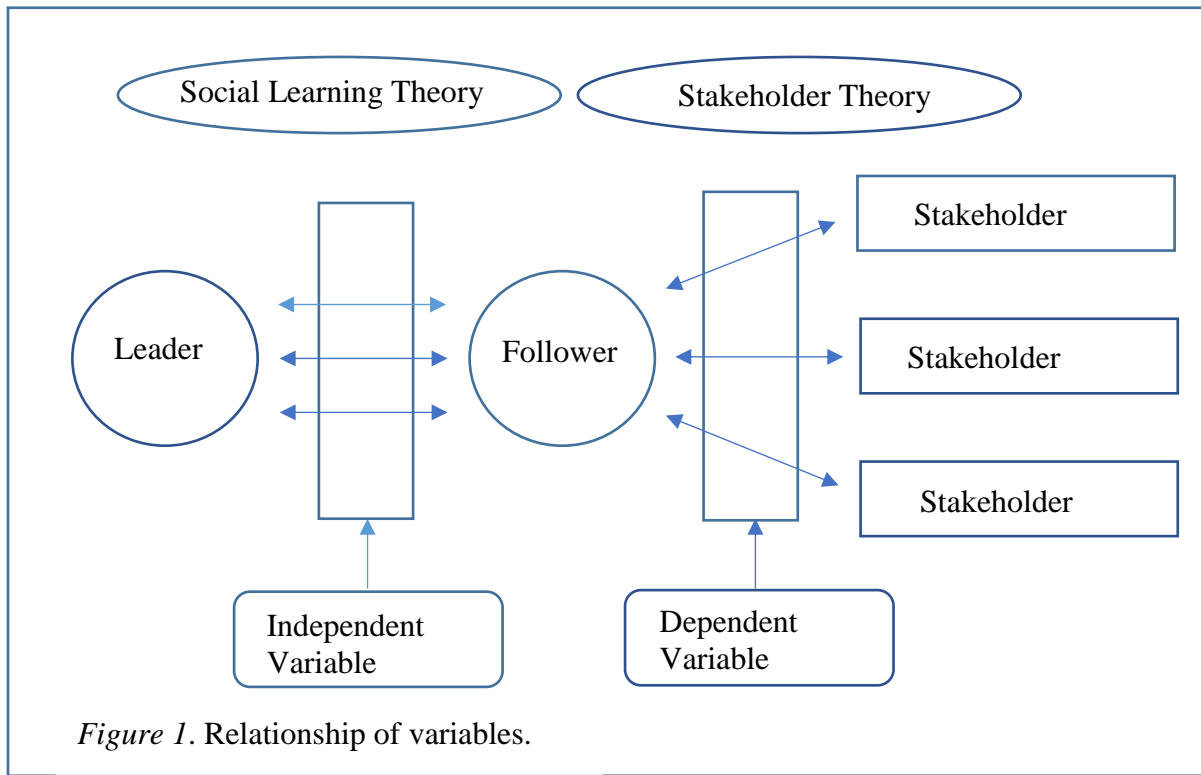 Social Learning Theory
Stakeholder Theory
Stakeholder
Leader
Follower
Stakeholder
Stakeholder
Independent
Variable
Dependent
Variable
Figure 1. Relationship of variables.